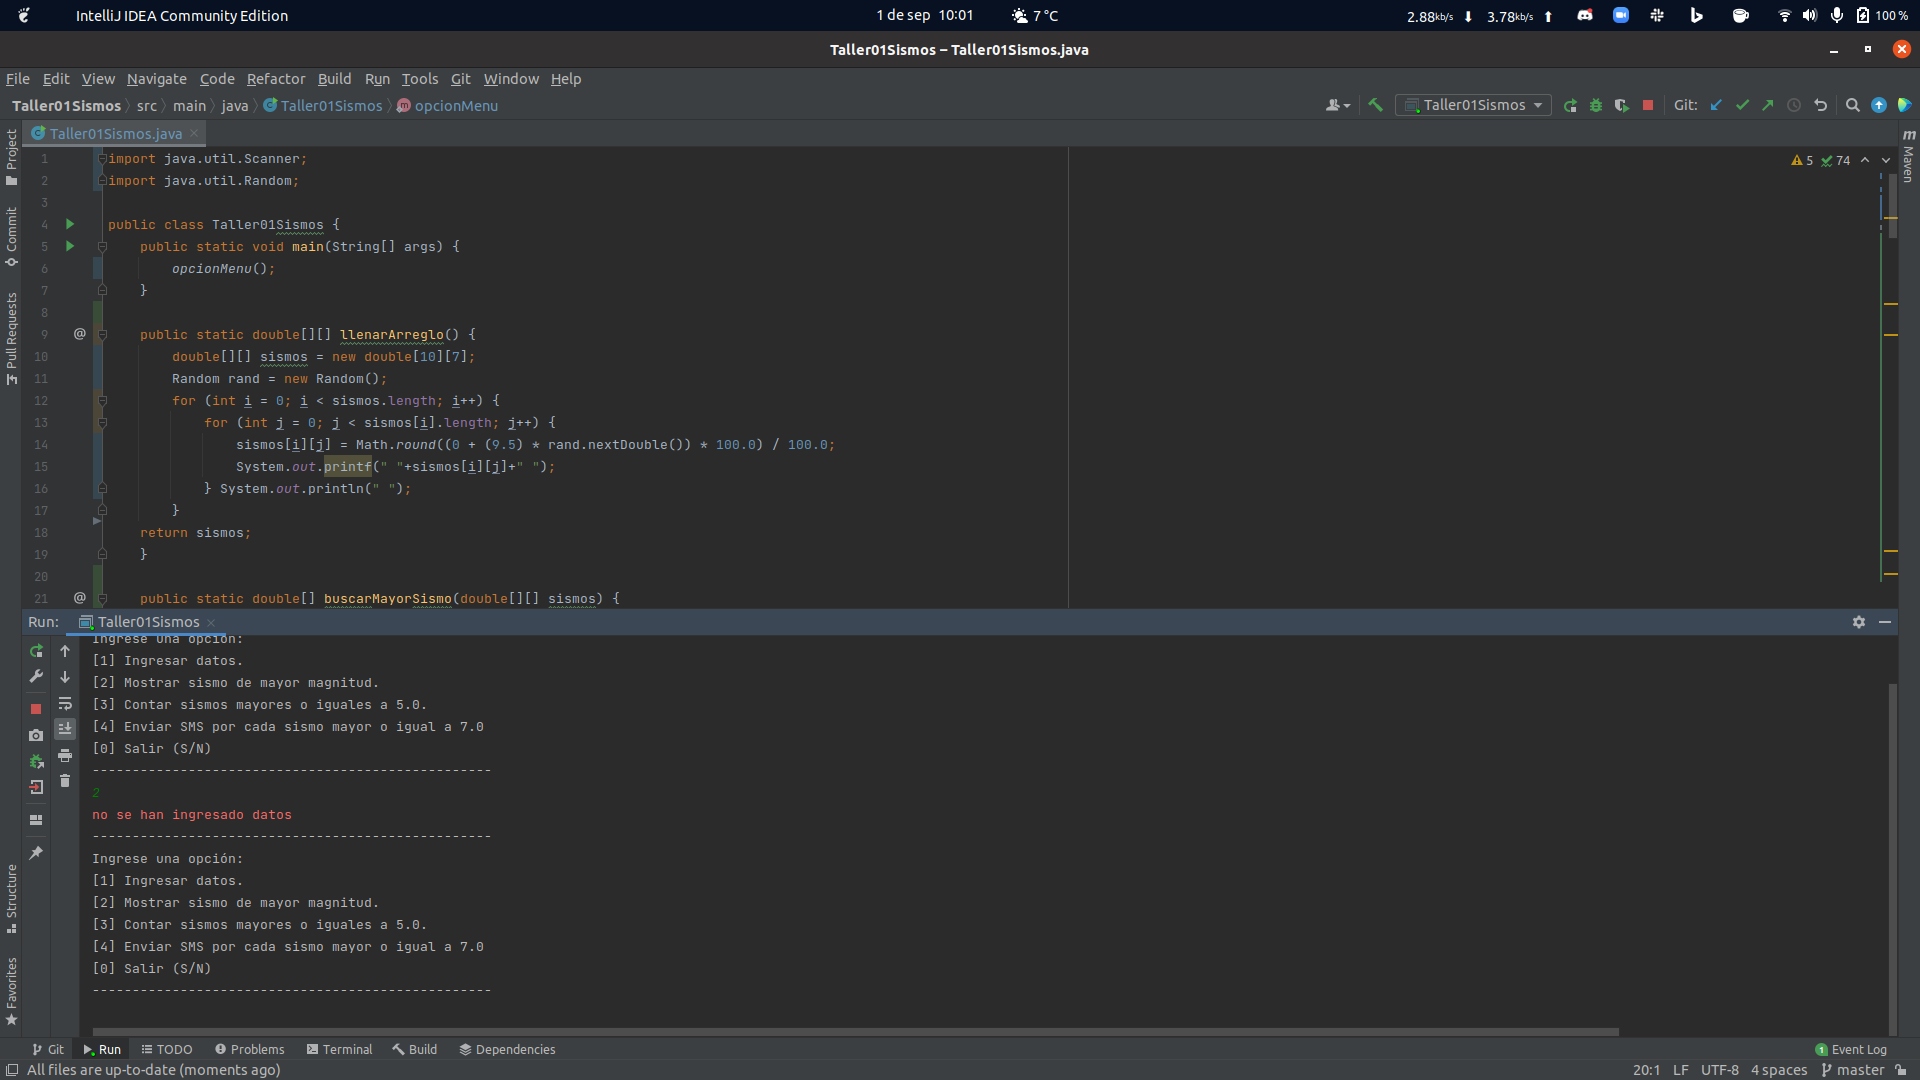 IntelliJ IDEA Community Edition
1 de sep 10:01
7 °C
2.88kb/s
3.78kb/s
100 %
Taller01Sismos – Taller01Sismos.java
File Edit View Navigate Code Refactor Build Run Tools Git Window Help
Taller01Sismos src main java Taller01Sismos opcionMenu
Taller01Sismos
Git:
Taller01Sismos.java
5 74
Project
Commit
Pull Requests
Structure
Favorites
Maven
1 import java.util.Scanner;
2 import java.util.Random;
3
4 public class Taller01Sismos {
5 public static void main(String[] args) {
6 opcionMenu();
7 }
8
9 @ public static double[][] llenarArreglo() {
10 double[][] sismos = new double[10][7];
11 Random rand = new Random();
12 for (int i = 0; i < sismos.length; i++) {
13 for (int j = 0; j < sismos[i].length; j++) {
14 sismos[i][j] = Math.round((0 + (9.5) * rand.nextDouble()) * 100.0) / 100.0;
15 System.out.printf(" "+sismos[i][j]+" ");
16 } System.out.println(" ");
17 }
18 return sismos;
19 }
20
21 @ public static double[] buscarMayorSismo(double[][] sismos) {
Run: Taller01Sismos
Ingrese una opción:
[1] Ingresar datos.
[2] Mostrar sismo de mayor magnitud.
[3] Contar sismos mayores o iguales a 5.0.
[4] Enviar SMS por cada sismo mayor o igual a 7.0
[0] Salir (S/N)
--------------------------------------------------
2
no se han ingresado datos
--------------------------------------------------
Ingrese una opción:
[1] Ingresar datos.
[2] Mostrar sismo de mayor magnitud.
[3] Contar sismos mayores o iguales a 5.0.
[4] Enviar SMS por cada sismo mayor o igual a 7.0
[0] Salir (S/N)
--------------------------------------------------
Git Run TODO Problems Terminal Build Dependencies
1 Event Log
All files are up-to-date (moments ago)
20:1 LF UTF-8 4 spaces master